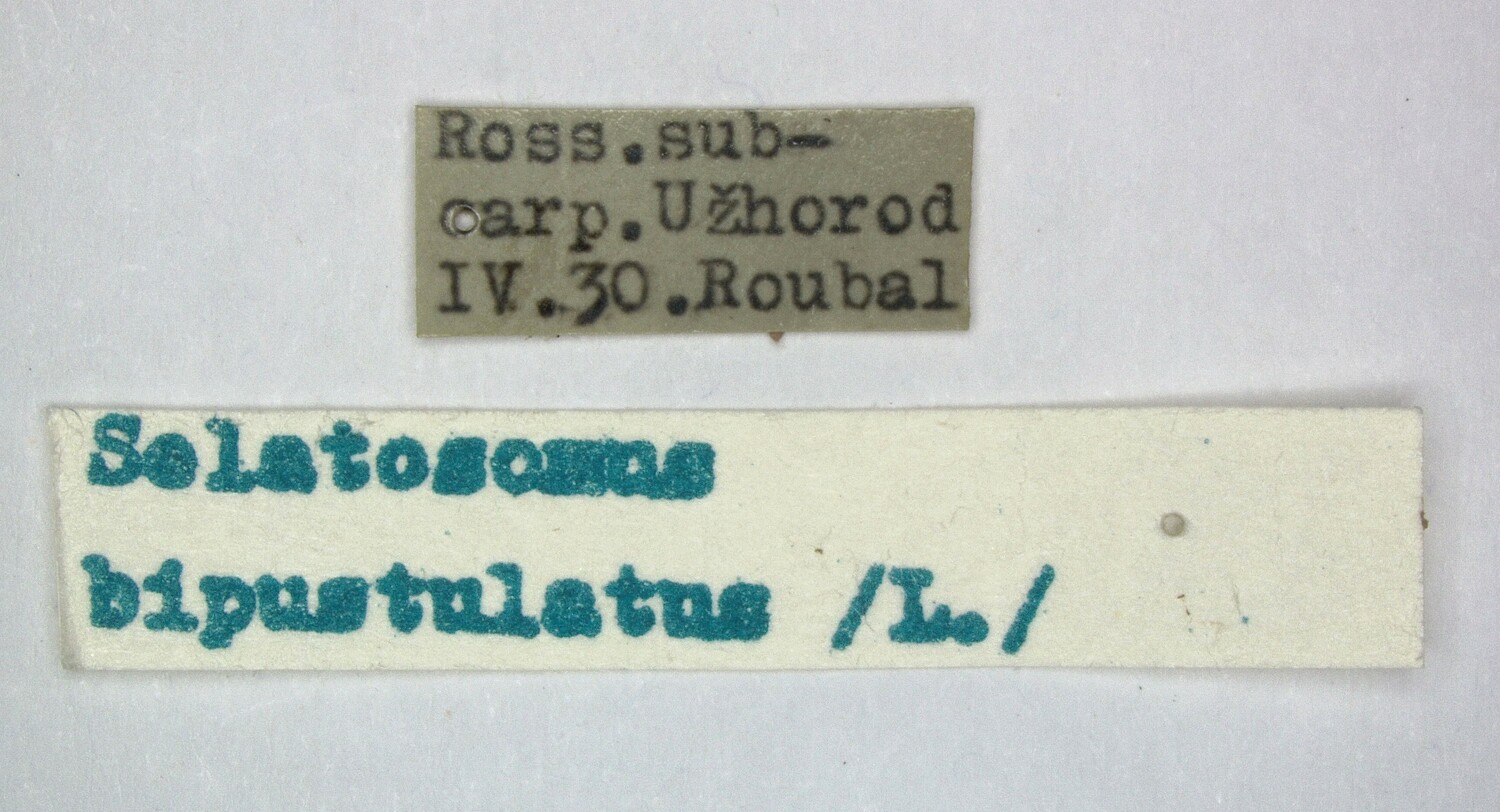 Ross.sub-
carp.Užhorod
IV.30.Roubal
Selatosomus
bipustulatus /L./